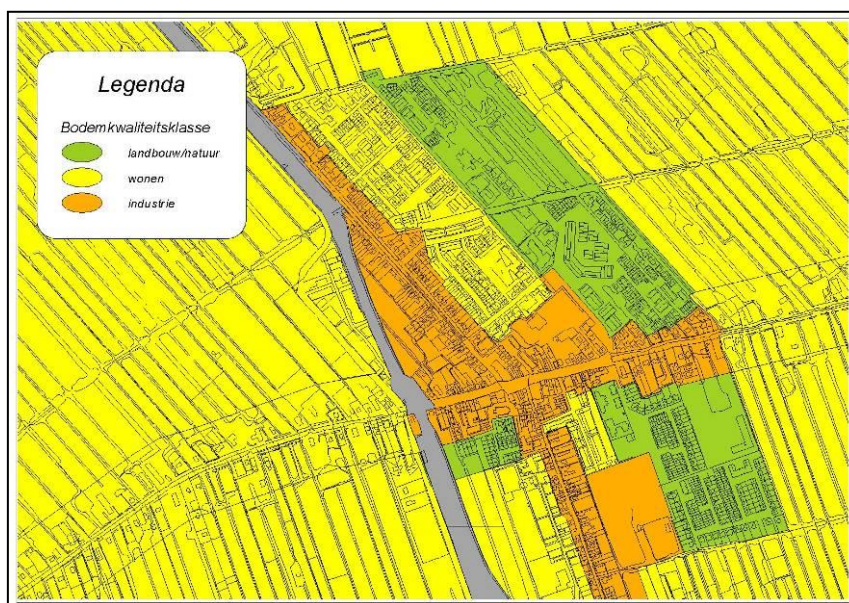 Legenda
Bodemkwaliteitsklasse
landbouw/natuur
wonen
industrie